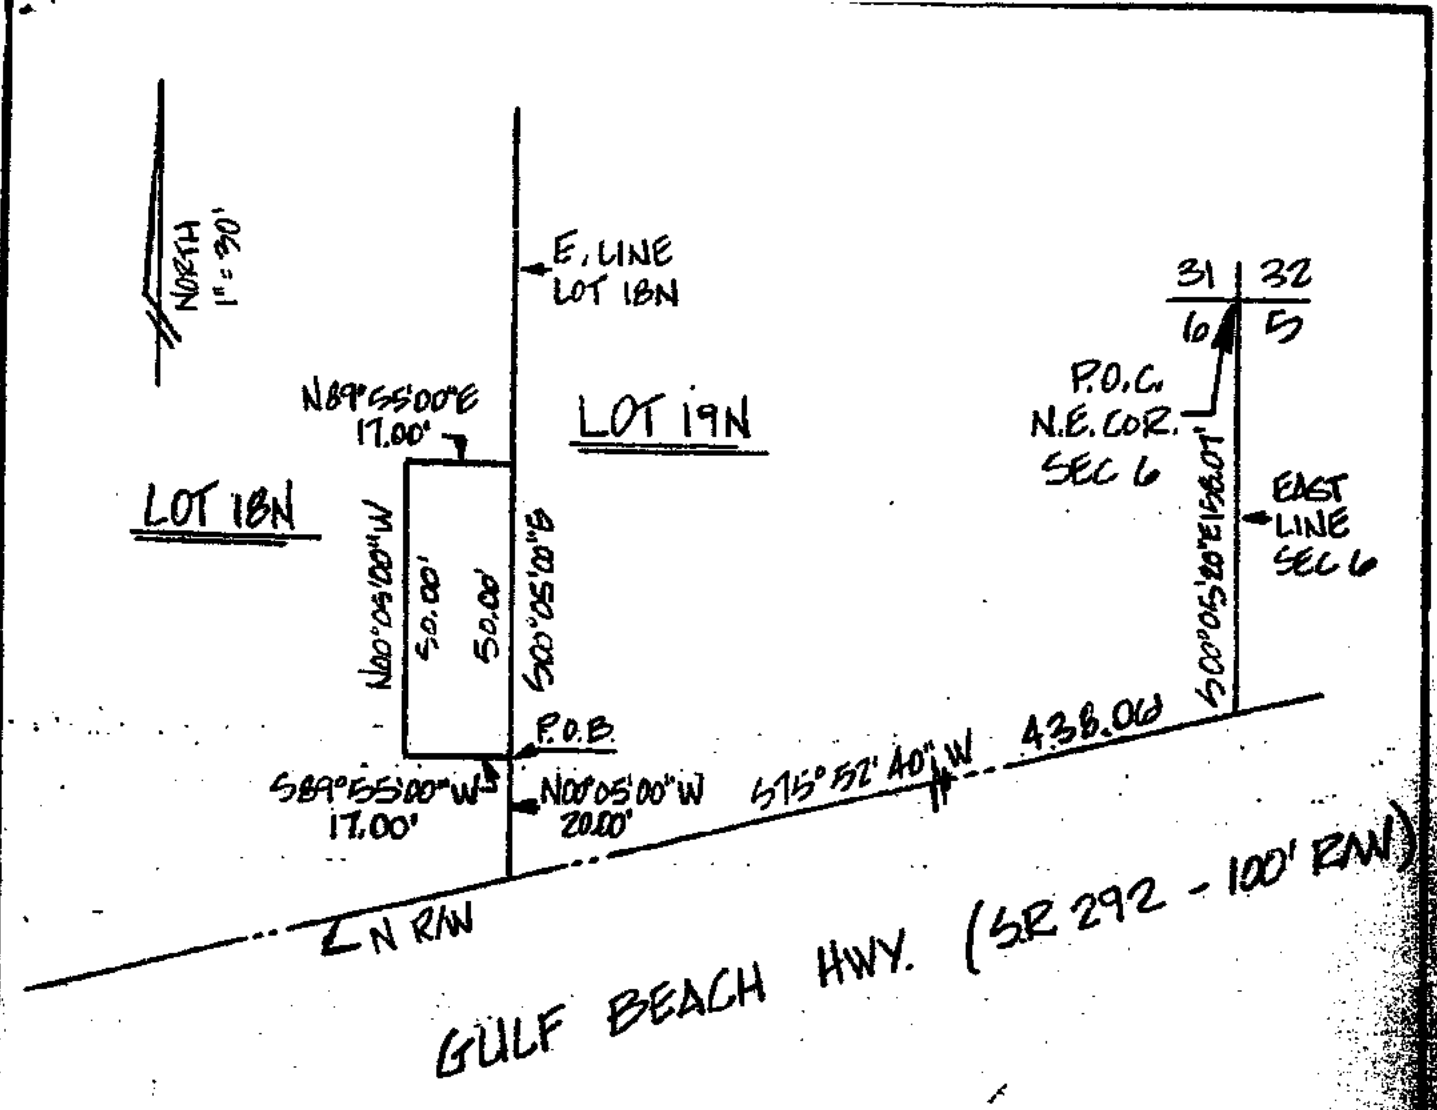 NORTH
1" = 30'
E. LINE
LOT 18N
31 32
6 5
P.O.C.
N.E. COR.
SEC 6
EAST
LINE
SEC 6
S00°05'20"E 158.07'
N89°55'00"E
17.00'
LOT 19N
LOT 18N
N00°05'00"W
50.00'
50.00'
S00°05'00"E
P.O.B.
S89°55'00"W
17.00'
N00°05'00"W
20.00'
S75°52'40"W
438.06
N R/W
GULF BEACH HWY. (S.R. 292 - 100' R/W)